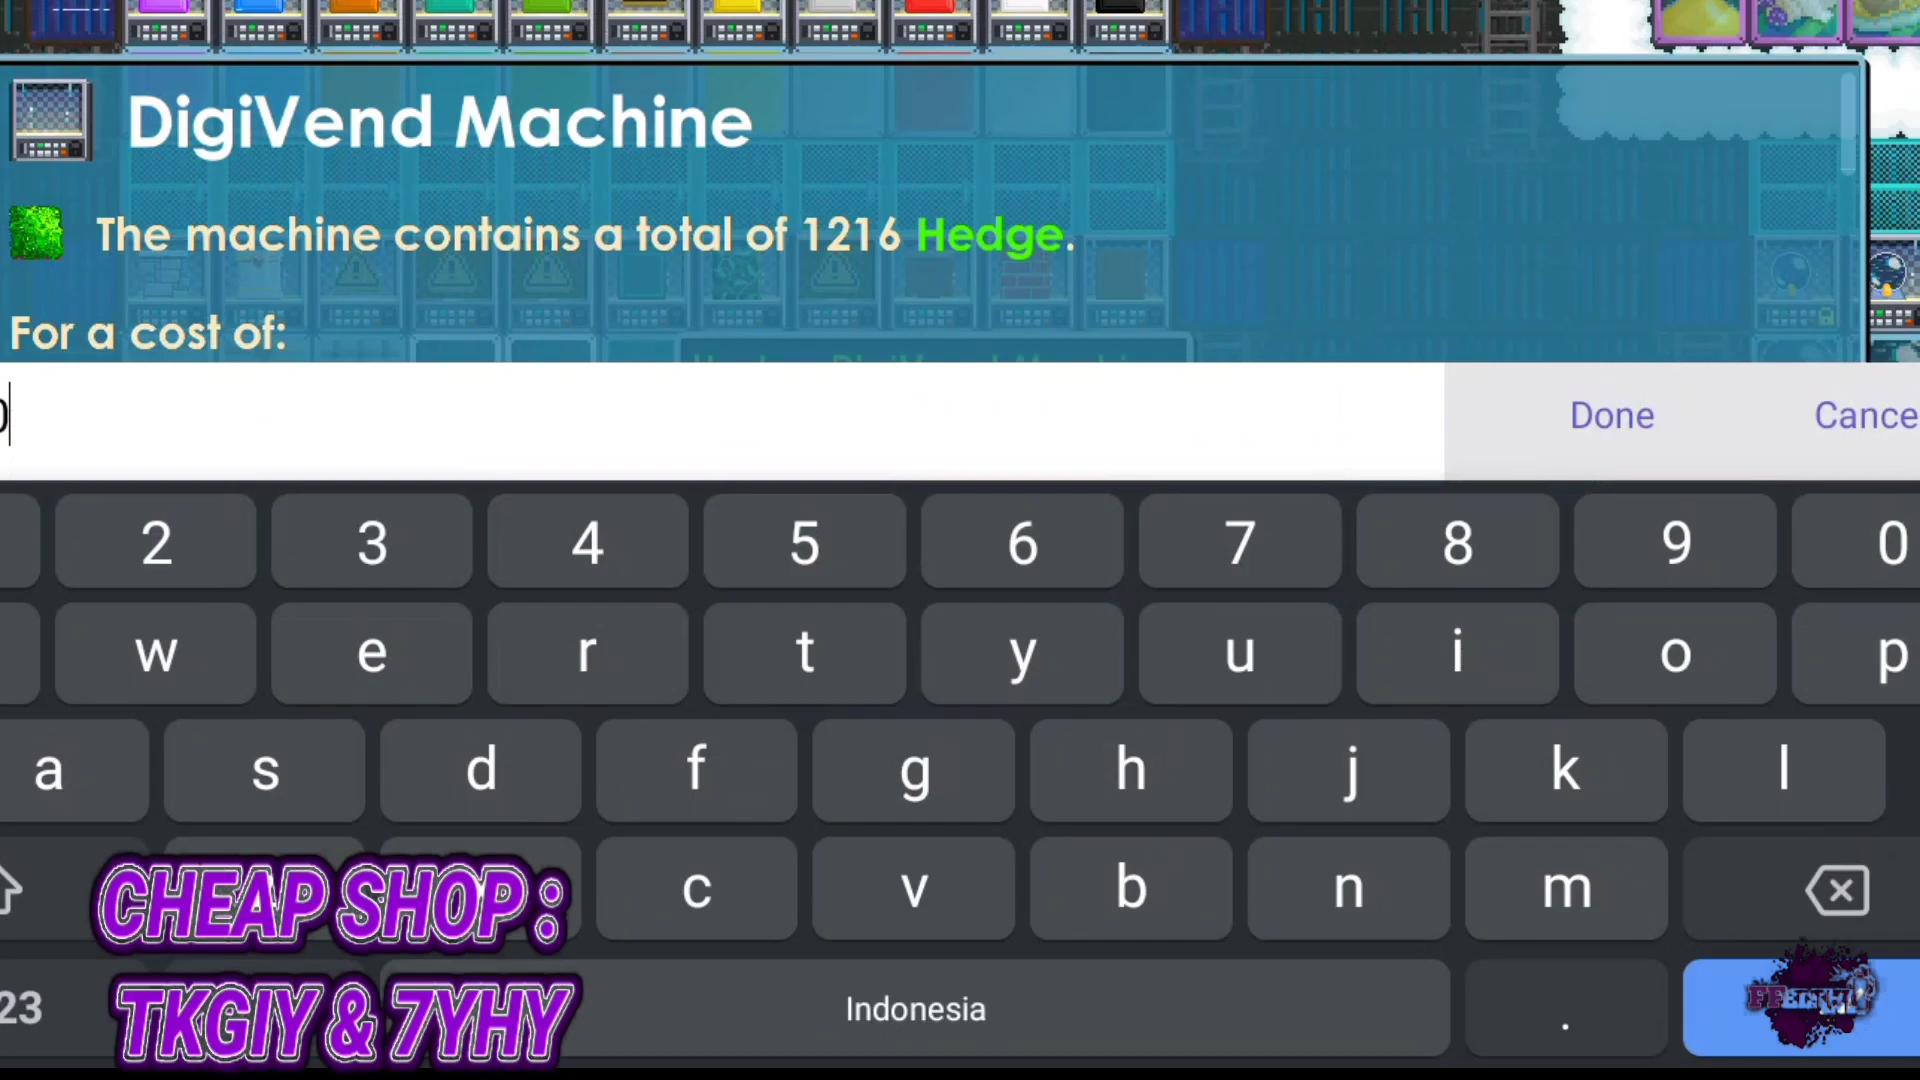 DigiVend Machine
The machine contains a total of 1216 Hedge.
For a cost of:
0
Done
Cance
2 3 4 5 6 7 8 9 0
w e r t y u i o p
a s d f g h j k l
c v b n m
CHEAP SHOP :
TKGIY & 7YHY
23
Indonesia
.